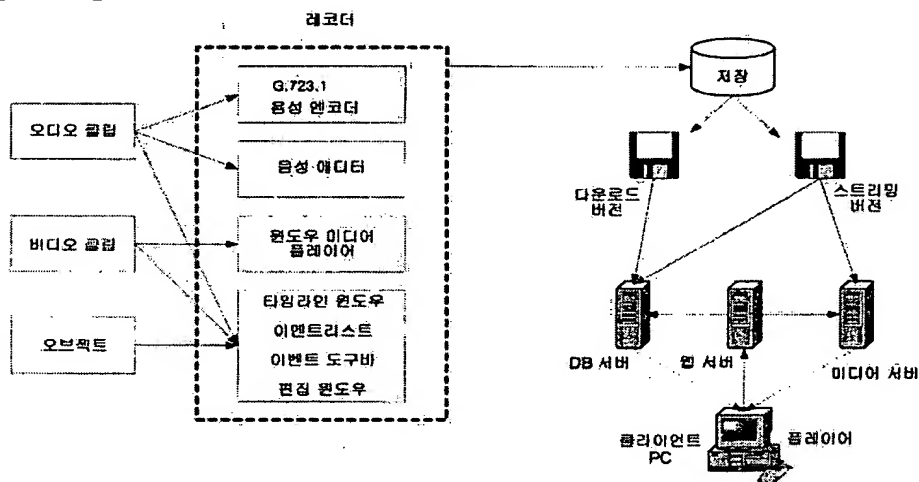 레코더
G.723.1
음성 엔코더
음성 에디터
윈도우 미디어
플레이어
타임라인 윈도우
이벤트리스트
이벤트 도구바
편집 윈도우
오디오 클립
비디오 클립
오브젝트
저장
다운로드
버전
스트리밍
버전
DB 서버
웹 서버
미디어 서버
클라이언트
PC
플레이어